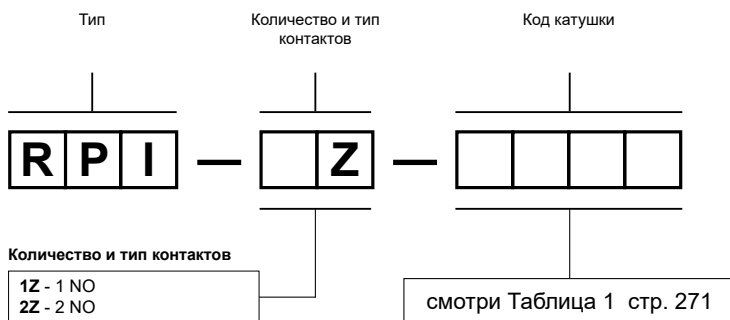 Тип
Количество и тип
контактов
Код катушки
RPI — Z —
Количество и тип контактов
1Z - 1 NO
2Z - 2 NO
смотри Таблица 1 стр. 271